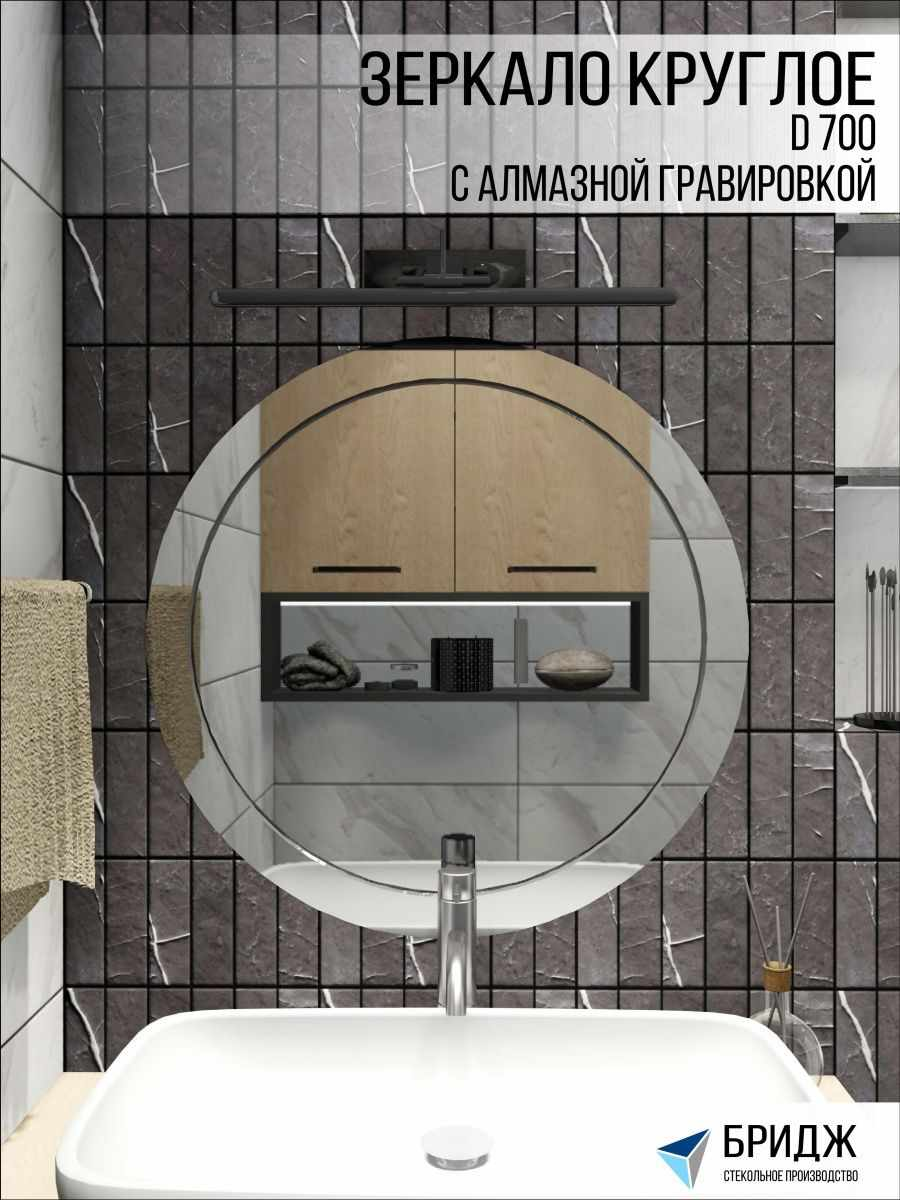 ЗЕРКАЛО КРУГЛОЕ
D 700
С АЛМАЗНОЙ ГРАВИРОВКОЙ
БРИДЖ
СТЕКОЛЬНОЕ ПРОИЗВОДСТВО